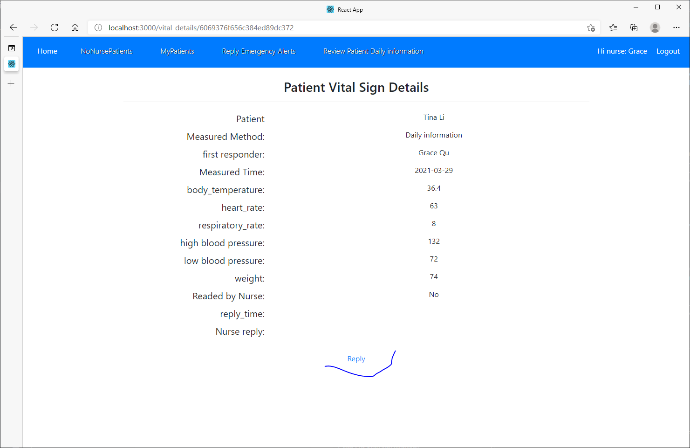 React App
localhost:3000/vital-details/6069376f656c384ed89dc372
Home NoNursePatients MyPatients Reply Emergency Alerts Review Patient Daily information Hi nurse: Grace Logout
Patient Vital Sign Details
Patient Tina Li
Measured Method: Daily information
first responder: Grace Qu
Measured Time: 2021-03-29
body_temperature: 36.4
heart_rate: 63
respiratory_rate: 8
high blood pressure: 132
low blood pressure: 72
weight: 74
Readed by Nurse: No
reply_time:
Nurse reply:
Reply